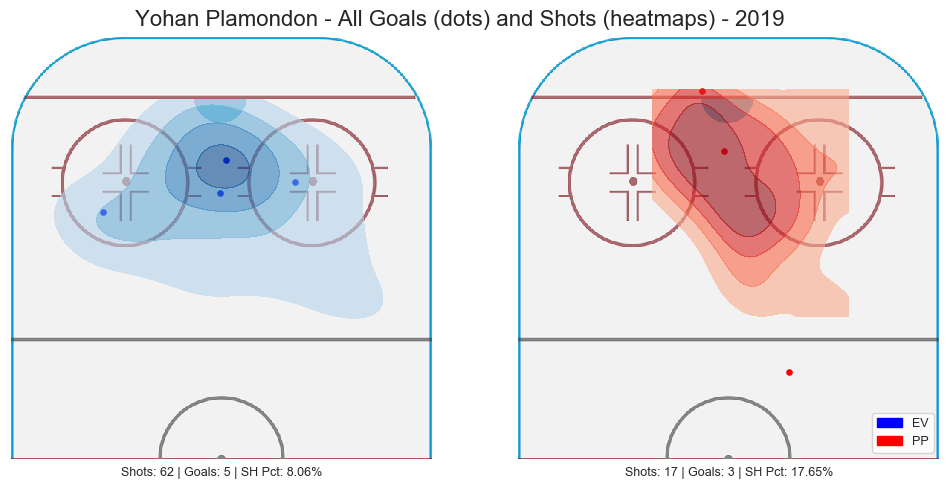 Yohan Plamondon - All Goals (dots) and Shots (heatmaps) - 2019
EV
PP
Shots: 62 | Goals: 5 | SH Pct: 8.06%
Shots: 17 | Goals: 3 | SH Pct: 17.65%